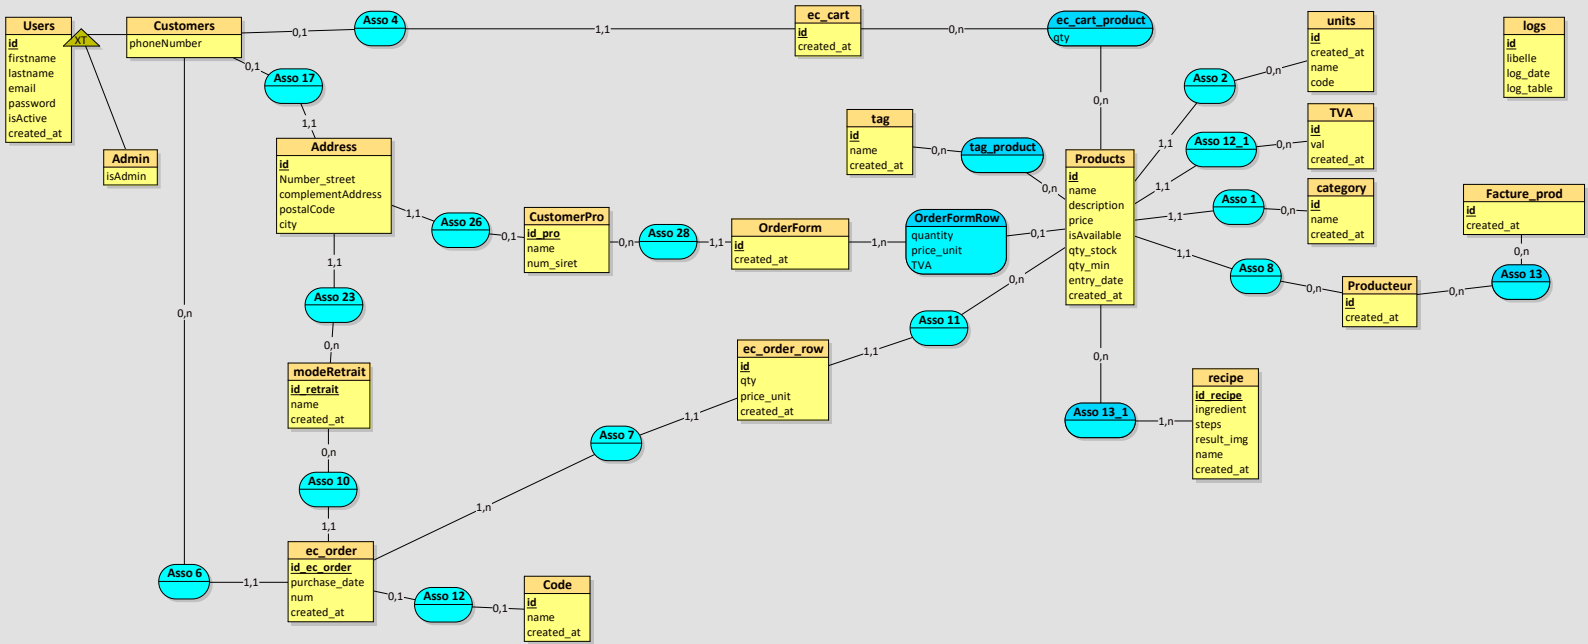 Users
id
firstname
lastname
email
password
isActive
created_at
XT
Customers
phoneNumber
Admin
isAdmin
0,1
Asso 4
1,1
ec_cart
id
created_at
0,n
ec_cart_product
qty
0,n
units
id
created_at
name
code
logs
id
libelle
log_date
log_table
0,1
Asso 17
1,1
Address
id
Number_street
complementAddress
postalCode
city
tag
id
name
created_at
0,n
tag_product
0,n
Products
id
name
description
price
isAvailable
qty_stock
qty_min
entry_date
created_at
1,1
Asso 2
0,n
1,1
Asso 12_1
0,n
TVA
id
val
created_at
1,1
Asso 1
0,n
category
id
name
created_at
Facture_prod
id
created_at
0,n
Asso 13
0,n
Producteur
id
created_at
0,n
Asso 8
1,1
1,1
Asso 26
0,1
CustomerPro
id_pro
name
num_siret
0,n
Asso 28
1,1
OrderForm
id
created_at
1,n
OrderFormRow
quantity
price_unit
TVA
0,1
1,1
Asso 23
0,n
modeRetrait
id_retrait
name
created_at
0,n
Asso 10
1,1
0,n
Asso 11
1,1
ec_order_row
id
qty
price_unit
created_at
1,1
Asso 7
1,n
0,n
Asso 13_1
1,n
recipe
id_recipe
ingredient
steps
result_img
name
created_at
0,n
Asso 6
1,1
ec_order
id_ec_order
purchase_date
num
created_at
0,1
Asso 12
0,1
Code
id
name
created_at